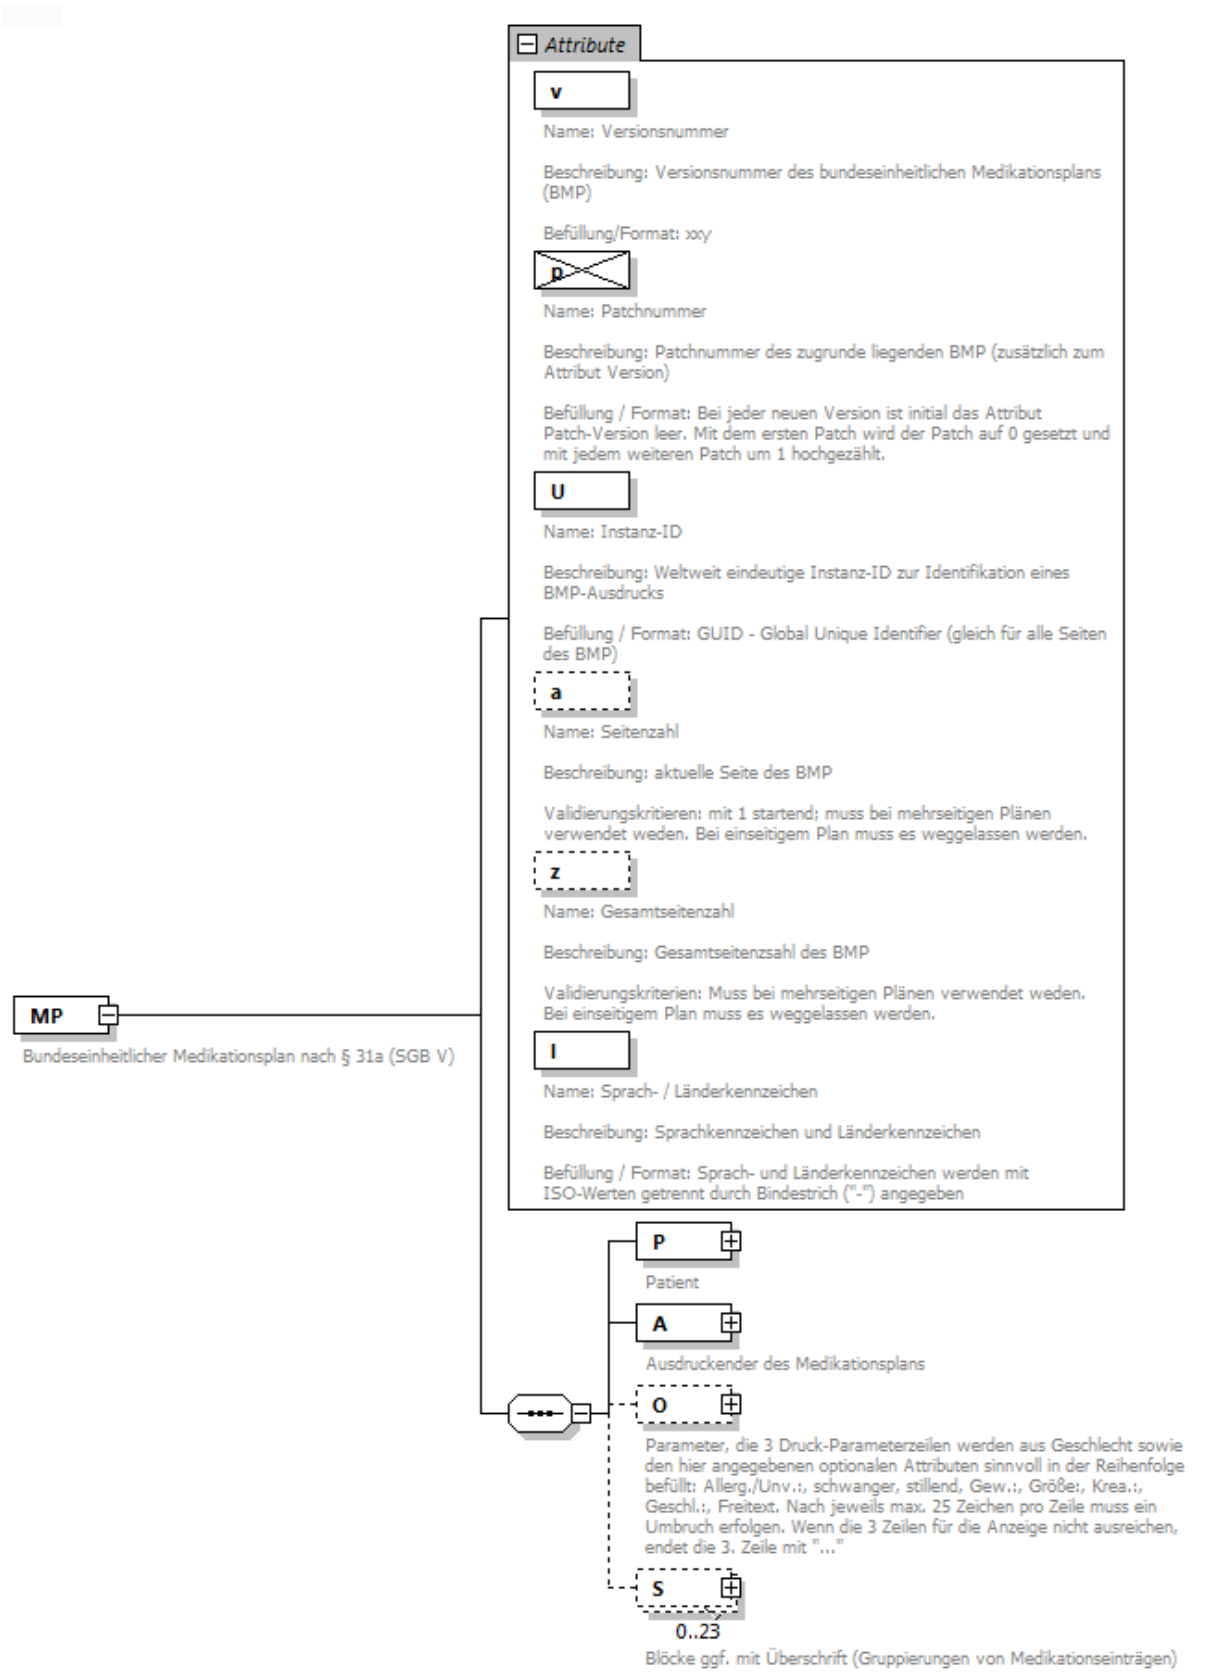 Attribute
v
Name: Versionsnummer
Beschreibung: Versionsnummer des bundeseinheitlichen Medikationsplans
(BMP)
Befüllung/Format: xxy
p
Name: Patchnummer
Beschreibung: Patchnummer des zugrunde liegenden BMP (zusätzlich zum
Attribut Version)
Befüllung / Format: Bei jeder neuen Version ist initial das Attribut
Patch-Version leer. Mit dem ersten Patch wird der Patch auf 0 gesetzt und
mit jedem weiteren Patch um 1 hochgezählt.
U
Name: Instanz-ID
Beschreibung: Weltweit eindeutige Instanz-ID zur Identifikation eines
BMP-Ausdrucks
Befüllung / Format: GUID - Global Unique Identifier (gleich für alle Seiten
des BMP)
a
Name: Seitenzahl
Beschreibung: aktuelle Seite des BMP
Validierungskritieren: mit 1 startend; muss bei mehrseitigen Plänen
verwendet weden. Bei einseitigem Plan muss es weggelassen werden.
z
Name: Gesamtseitenzahl
Beschreibung: Gesamtseitenzsahl des BMP
Validierungskriterien: Muss bei mehrseitigen Plänen verwendet weden.
Bei einseitigem Plan muss es weggelassen werden.
l
Name: Sprach- / Länderkennzeichen
Beschreibung: Sprachkennzeichen und Länderkennzeichen
Befüllung / Format: Sprach- und Länderkennzeichen werden mit
ISO-Werten getrennt durch Bindestrich ("-") angegeben
MP
Bundeseinheitlicher Medikationsplan nach § 31a (SGB V)
P
Patient
A
Ausdruckender des Medikationsplans
O
Parameter, die 3 Druck-Parameterzeilen werden aus Geschlecht sowie
den hier angegebenen optionalen Attributen sinnvoll in der Reihenfolge
befüllt: Allerg./Unv.:, schwanger, stillend, Gew.:, Größe:, Krea.:,
Geschl.:, Freitext. Nach jeweils max. 25 Zeichen pro Zeile muss ein
Umbruch erfolgen. Wenn die 3 Zeilen für die Anzeige nicht ausreichen,
endet die 3. Zeile mit "..."
S
0..23
Blöcke ggf. mit Überschrift (Gruppierungen von Medikationseinträgen)